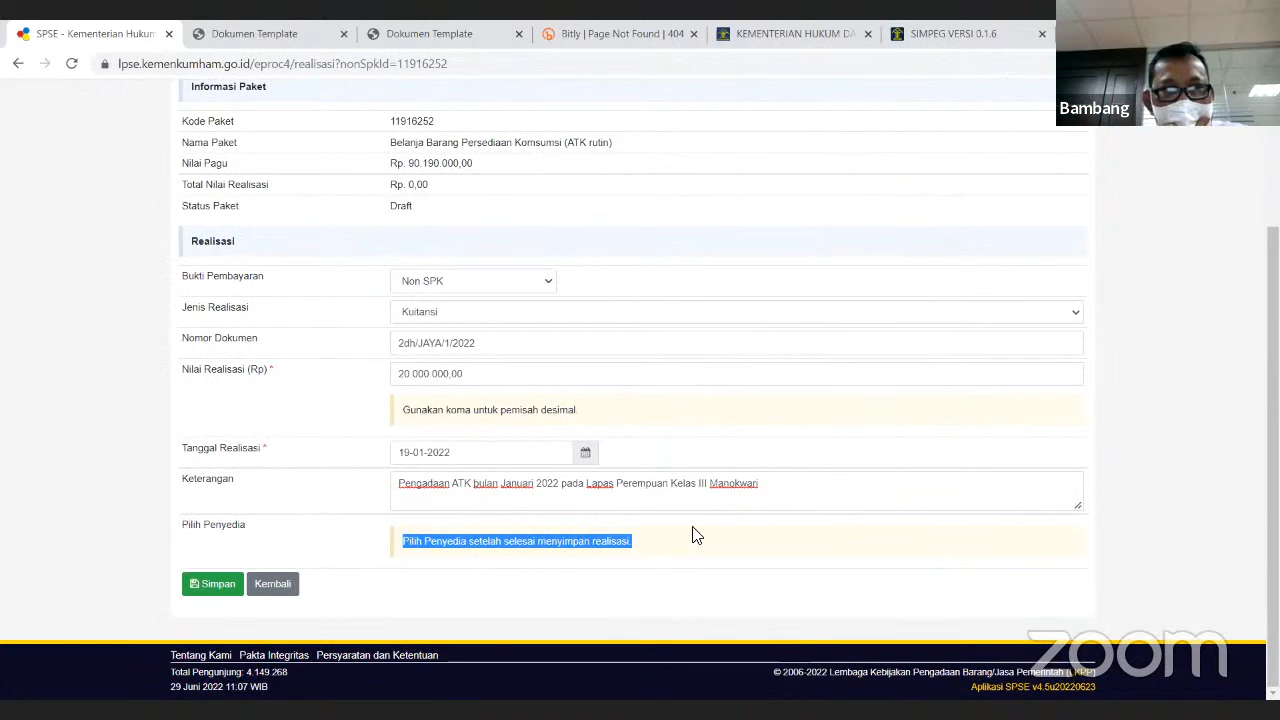 SPSE - Kementerian Hukum
Dokumen Template
Dokumen Template
Bitly | Page Not Found | 404
KEMENTERIAN HUKUM DA
SIMPEG VERSI 0.1.6
lpse.kemenkumham.go.id/eproc4/realisasi?nonSpkId=11916252
Bambang
Informasi Paket
Kode Paket 11916252
Nama Paket Belanja Barang Persediaan Komsumsi (ATK rutin)
Nilai Pagu Rp. 90.190.000,00
Total Nilai Realisasi Rp. 0,00
Status Paket Draft
Realisasi
Bukti Pembayaran Non SPK
Jenis Realisasi Kuitansi
Nomor Dokumen 2dh/JAYA/1/2022
Nilai Realisasi (Rp) * 20 000 000,00
Gunakan koma untuk pemisah desimal.
Tanggal Realisasi * 19-01-2022
Keterangan Pengadaan ATK bulan Januari 2022 pada Lapas Perempuan Kelas III Manokwari
Pilih Penyedia
Pilih Penyedia setelah selesai menyimpan realisasi.
Simpan Kembali
zoom
Tentang Kami Pakta Integritas Persyaratan dan Ketentuan
Total Pengunjung: 4.149.268
© 2006-2022 Lembaga Kebijakan Pengadaan Barang/Jasa Pemerintah (LKPP)
29 Juni 2022 11:07 WIB
Aplikasi SPSE v4.5u20220623